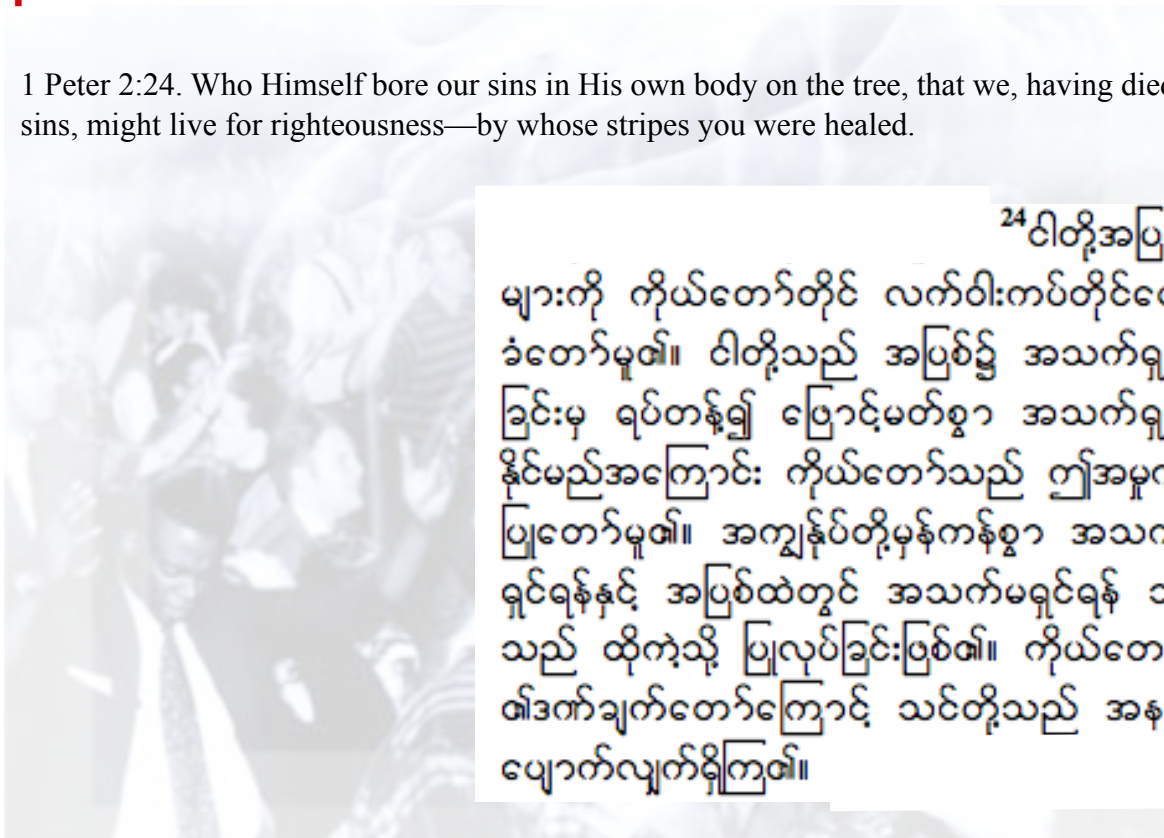 1 Peter 2:24. Who Himself bore our sins in His own body on the tree, that we, having died
sins, might live for righteousness—by whose stripes you were healed.
24ငါတို့အပြ
များကို ကိုယ်တော်တိုင် လက်ဝါးကပ်တိုင်
ခံတော်မူ၏။ ငါတို့သည် အပြစ်၌ အသက်ရှ
ခြင်းမှ ရပ်တန့်၍ ဖြောင့်မတ်စွာ အသက်ရှ
နိုင်မည်အကြောင်း ကိုယ်တော်သည် ဤအမှု
ပြုတော်မူ၏။ အကျွန်ုပ်တို့မှန်ကန်စွာ အသက
ရှင်ရန်နှင့် အပြစ်ထဲတွင် အသက်မရှင်ရန်
သည် ထိုကဲ့သို့ ပြုလုပ်ခြင်းဖြစ်၏။ ကိုယ်တေ
၏ဒဏ်ချက်တော်ကြောင့် သင်တို့သည် အန
ပျောက်လျက်ရှိကြ၏။